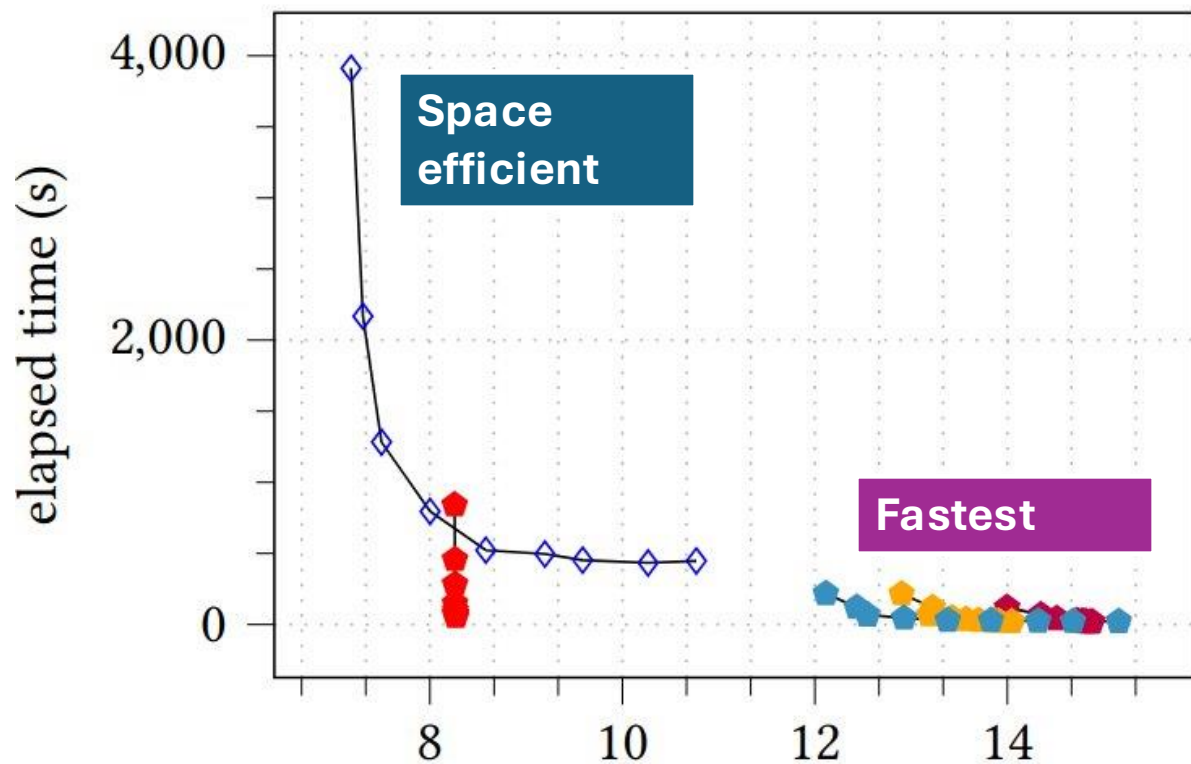 4,000
Space
efficient
elapsed time (s)
2,000
Fastest
0
8 10 12 14